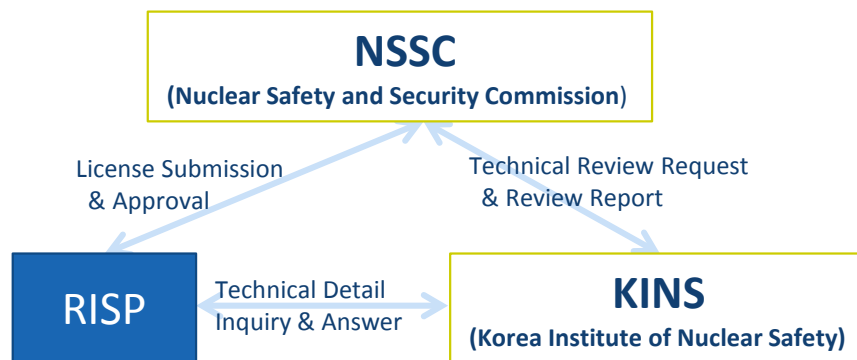 NSSC
(Nuclear Safety and Security Commission)
License Submission
& Approval
Technical Review Request
& Review Report
RISP
Technical Detail
Inquiry & Answer
KINS
(Korea Institute of Nuclear Safety)